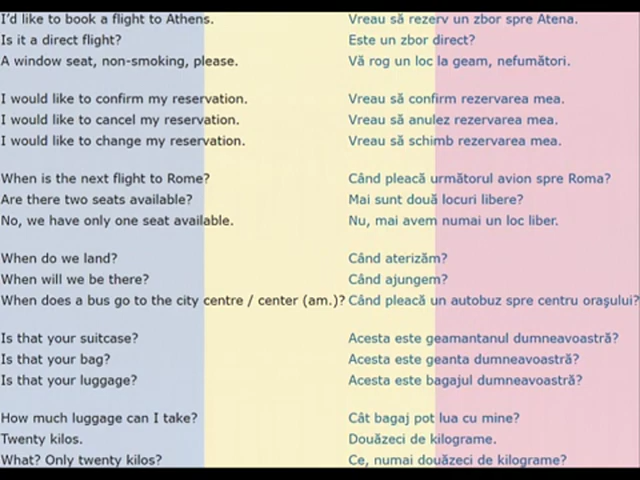 I'd like to book a flight to Athens. Vreau să rezerv un zbor spre Atena.
Is it a direct flight? Este un zbor direct?
A window seat, non-smoking, please. Vă rog un loc la geam, nefumători.
I would like to confirm my reservation. Vreau să confirm rezervarea mea.
I would like to cancel my reservation. Vreau să anulez rezervarea mea.
I would like to change my reservation. Vreau să schimb rezervarea mea.
When is the next flight to Rome? Când pleacă următorul avion spre Roma?
Are there two seats available? Mai sunt două locuri libere?
No, we have only one seat available. Nu, mai avem numai un loc liber.
When do we land? Când aterizăm?
When will we be there? Când ajungem?
When does a bus go to the city centre / center (am.)? Când pleacă un autobuz spre centru oraşului?
Is that your suitcase? Acesta este geamantanul dumneavoastră?
Is that your bag? Acesta este geanta dumneavoastră?
Is that your luggage? Acesta este bagajul dumneavoastră?
How much luggage can I take? Cât bagaj pot lua cu mine?
Twenty kilos. Douăzeci de kilograme.
What? Only twenty kilos? Ce, numai douăzeci de kilograme?